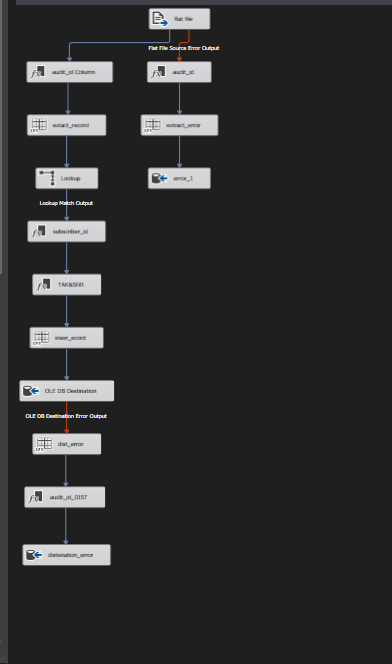 flat file
Flat File Source Error Output
audit_id Column
audit_id
extact_record
extract_error
Lookup
error_1
Lookup Match Output
subscriber_id
TAK&SNR
inser_ecord
OLE DB Destination
OLE DB Destination Error Output
dist_error
audit_id_DIST
distenation_error